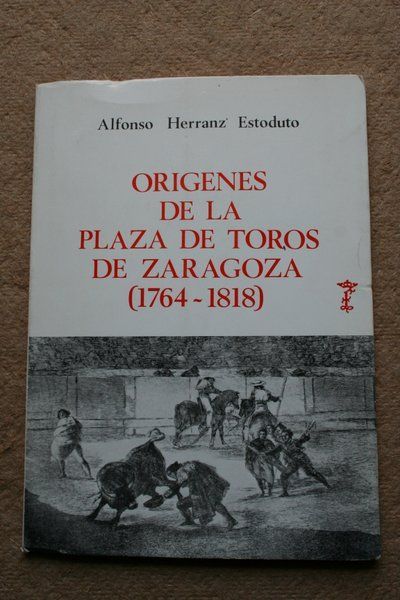 Alfonso Herranz Estoduto
ORIGENES
DE LA
PLAZA DE TOROS
DE ZARAGOZA
(1764-1818)